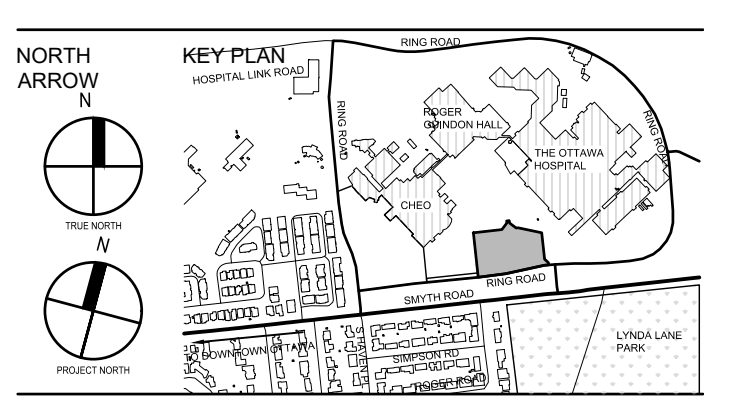 NORTH
ARROW
N
TRUE NORTH
N
PROJECT NORTH
KEY PLAN
HOSPITAL LINK ROAD
RING ROAD
RING ROAD
RING ROAD
ROGER
GUINDON HALL
THE OTTAWA
HOSPITAL
CHEO
RING ROAD
SMYTH ROAD
TO DOWNTOWN OTTAWA
SIMPSON RD
ROGER ROAD
LYNDA LANE
PARK